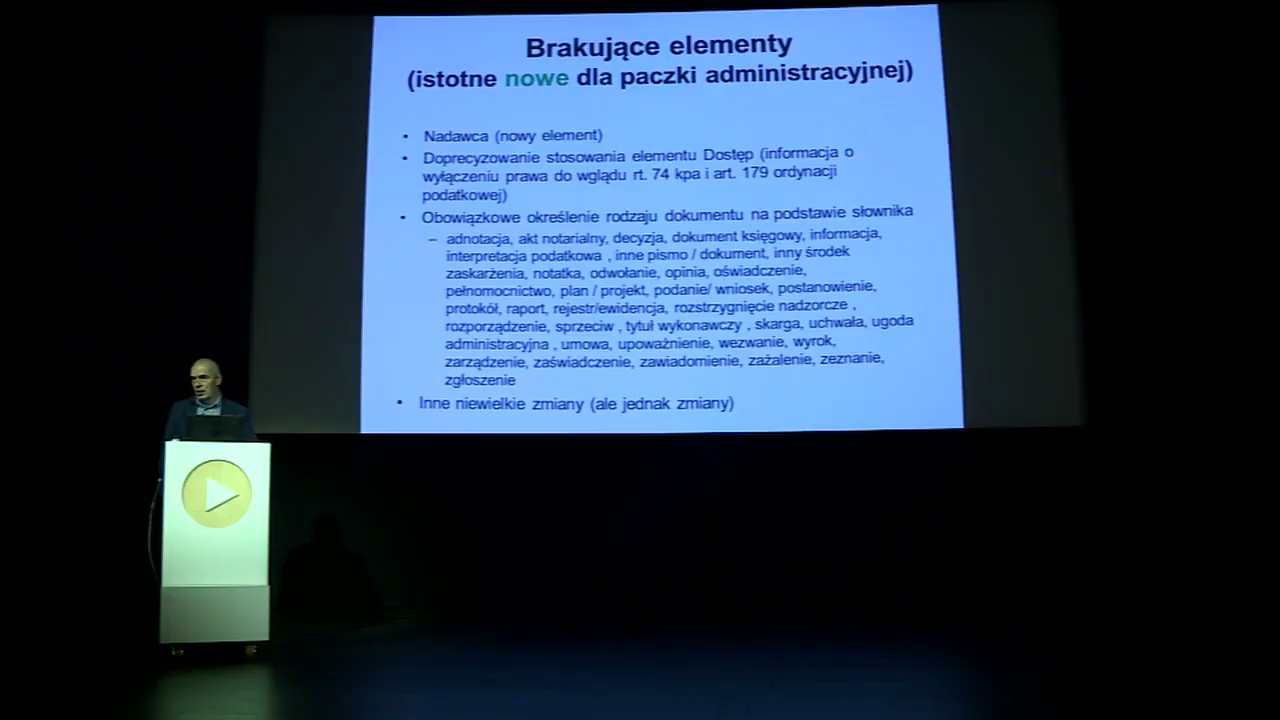 Brakujące elementy
(istotne nowe dla paczki administracyjnej)
• Nadawca (nowy element)
• Doprecyzowanie stosowania elementu Dostęp (informacja o
wyłączeniu prawa do wglądu rt. 74 kpa i art. 179 ordynacji
podatkowej)
• Obowiązkowe określenie rodzaju dokumentu na podstawie słownika
– adnotacja, akt notarialny, decyzja, dokument księgowy, informacja,
interpretacja podatkowa , inne pismo / dokument, inny środek
zaskarżenia, notatka, odwołanie, opinia, oświadczenie,
pełnomocnictwo, plan / projekt, podanie/ wniosek, postanowienie,
protokół, raport, rejestr/ewidencja, rozstrzygnięcie nadzorcze ,
rozporządzenie, sprzeciw , tytuł wykonawczy , skarga, uchwała, ugoda
administracyjna , umowa, upoważnienie, wezwanie, wyrok,
zarządzenie, zaświadczenie, zawiadomienie, zażalenie, zeznanie,
zgłoszenie
• Inne niewielkie zmiany (ale jednak zmiany)